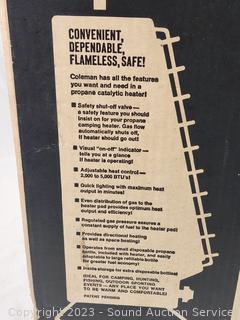 CONVENIENT,
DEPENDABLE,
FLAMELESS, SAFE!
Coleman has all the features
you want and need in a
propane catalytic heater!
■ Safety shut-off valve—
a safety feature you should
insist on for your propane
camping heater. Gas flow
automatically shuts off,
if heater should go out!
■ Visual "on-off" indicator —
tells you at a glance
if heater is operating!
■ Adjustable heat control—
2,000 to 5,000 BTU's!
■ Quick lighting with maximum heat
output in minutes!
■ Even distribution of gas to the
heater pad provides optimum heat
output and efficiency!
■ Regulated gas pressure assures a
constant supply of fuel to the heater pad!
■ Provides directional heating
as well as space heating!
■ Operates from small disposable propane
bottle, included with heater, and easily
adaptable to large refillable bottle
for greater fuel economy!
■ Inside storage for extra disposable bottles!
IDEAL FOR CAMPING, HUNTING,
FISHING, OUTDOOR SPORTING
EVENTS — ANY PLACE YOU WANT
TO BE WARM AND COMFORTABLE!
PATENT PENDING
Copyright 2023 - Sound Auction Service